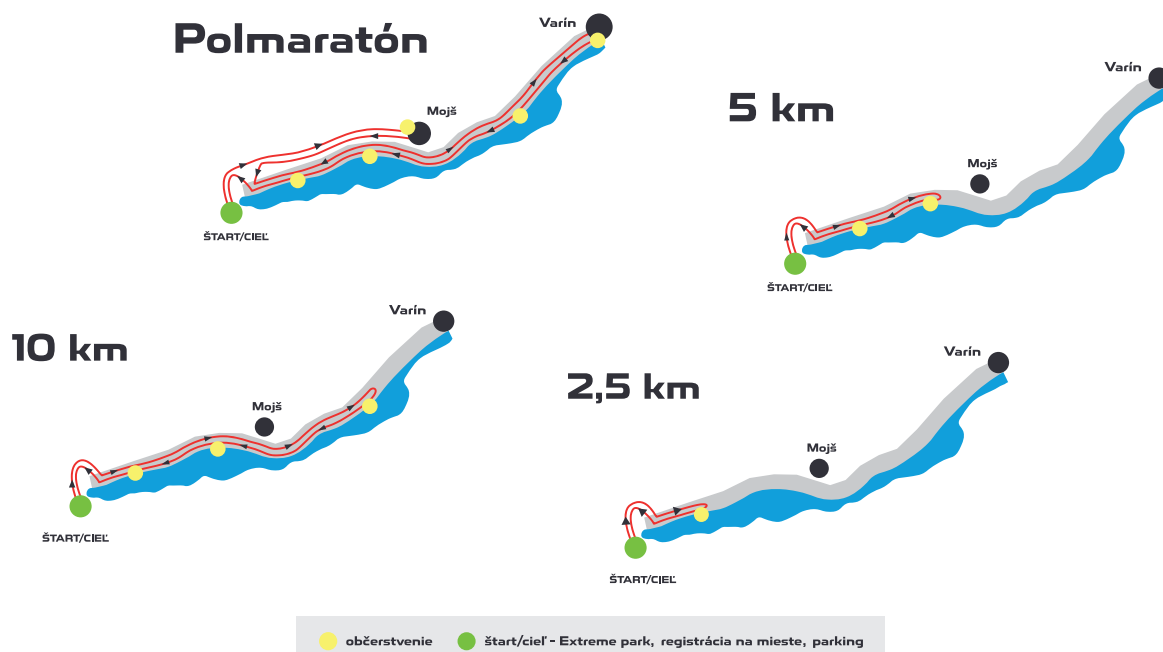 Polmaratón
Varín
Mojš
ŠTART/CIEĽ
5 km
Varín
Mojš
ŠTART/CIEĽ
10 km
Varín
Mojš
ŠTART/CIEĽ
2,5 km
Varín
Mojš
ŠTART/CIEĽ
občerstvenie
štart/cieľ - Extreme park, registrácia na mieste, parking